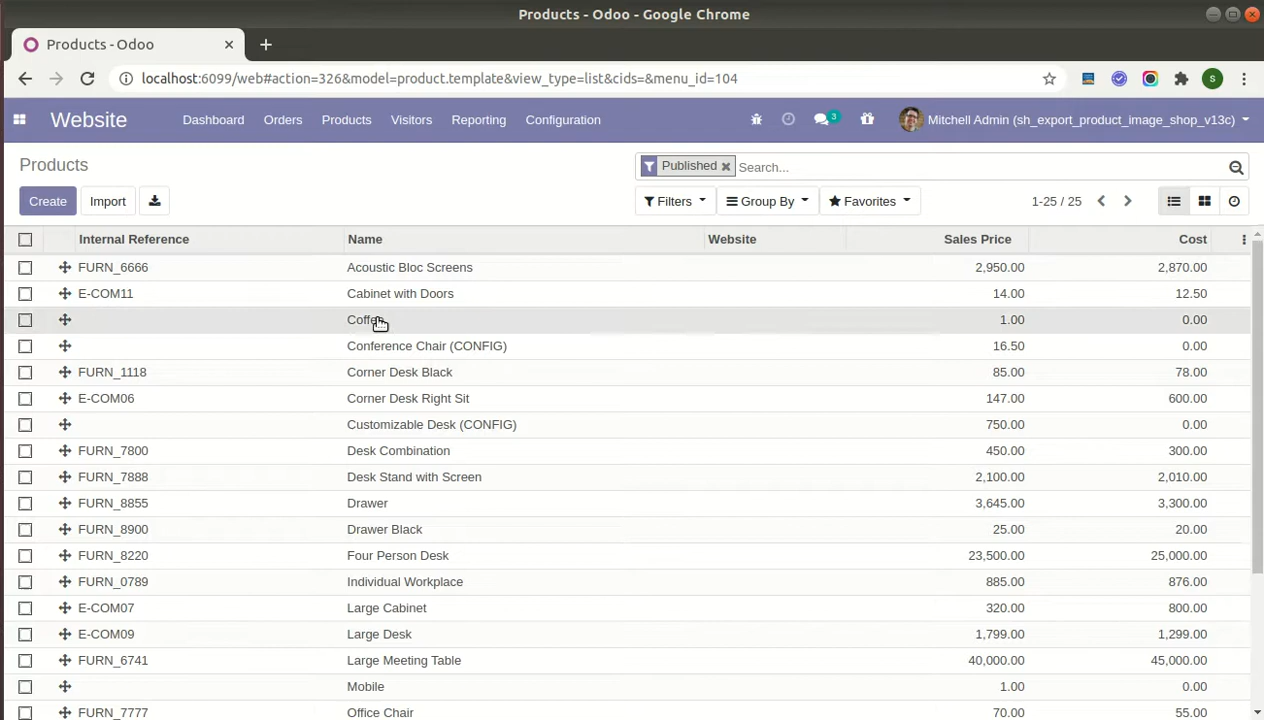 Products - Odoo - Google Chrome
Products - Odoo
localhost:6099/web#action=326&model=product.template&view_type=list&cids=&menu_id=104
S
Website Dashboard Orders Products Visitors Reporting Configuration 3 Mitchell Admin (sh_export_product_image_shop_v13c)
Products Published Search...
Create Import Filters Group By Favorites 1-25 / 25
Internal Reference Name Website Sales Price Cost
FURN_6666 Acoustic Bloc Screens 2,950.00 2,870.00
E-COM11 Cabinet with Doors 14.00 12.50
1.00 0.00
Conference Chair (CONFIG) 16.50 0.00
FURN_1118 Corner Desk Black 85.00 78.00
E-COM06 Corner Desk Right Sit 147.00 600.00
Customizable Desk (CONFIG) 750.00 0.00
FURN_7800 Desk Combination 450.00 300.00
FURN_7888 Desk Stand with Screen 2,100.00 2,010.00
FURN_8855 Drawer 3,645.00 3,300.00
FURN_8900 Drawer Black 25.00 20.00
FURN_8220 Four Person Desk 23,500.00 25,000.00
FURN_0789 Individual Workplace 885.00 876.00
E-COM07 Large Cabinet 320.00 800.00
E-COM09 Large Desk 1,799.00 1,299.00
FURN_6741 Large Meeting Table 40,000.00 45,000.00
Mobile 1.00 0.00
FURN_7777 Office Chair 70.00 55.00